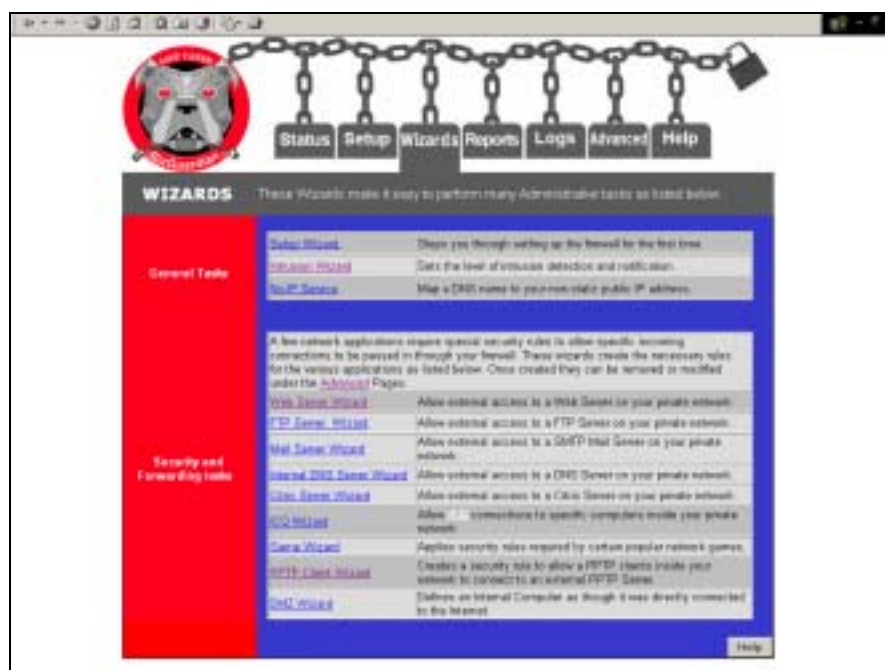 Status Setup Wizards Reports Logs Advanced Help
WIZARDS These Wizards make it easy to perform many Administrative tasks as listed below.
General Tasks
Setup Wizard Steps you through setting up the firewall for the first time.
Intrusion Wizard Sets the level of intrusion detection and notification.
No-IP Service Map a DNS name to your non-static public IP address.
A few network applications require special security rules to allow specific incoming
connections to be passed in through your firewall. These wizards create the necessary rules
for the various applications as listed below. Once created they can be removed or modified
under the Advanced Pages.
Security and
Forwarding tasks
Web Server Wizard Allow external access to a Web Server on your private network.
FTP Server Wizard Allow external access to a FTP Server on your private network.
Mail Server Wizard Allow external access to a SMTP Mail Server on your private
network.
Internal DNS Server Wizard Allow external access to a DNS Server on your private network.
Citrix Server Wizard Allow external access to a Citrix Server on your private network.
ICQ Wizard Allow connections to specific computers inside your private
network.
Game Wizard Applies security rules required by certain popular network games.
PPTP Client Wizard Creates a security rule to allow a PPTP clients inside your
network to connect to an external PPTP Server.
DMZ Wizard Defines an Internal Computer as though it was directly connected
to the Internet.
Help